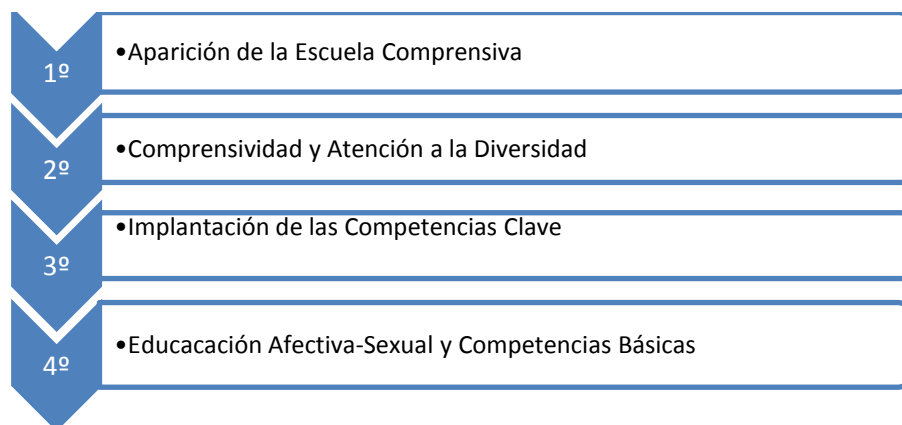 1º
•Aparición de la Escuela Comprensiva
2º
•Comprensividad y Atención a la Diversidad
3º
•Implantación de las Competencias Clave
4º
•Educacación Afectiva-Sexual y Competencias Básicas